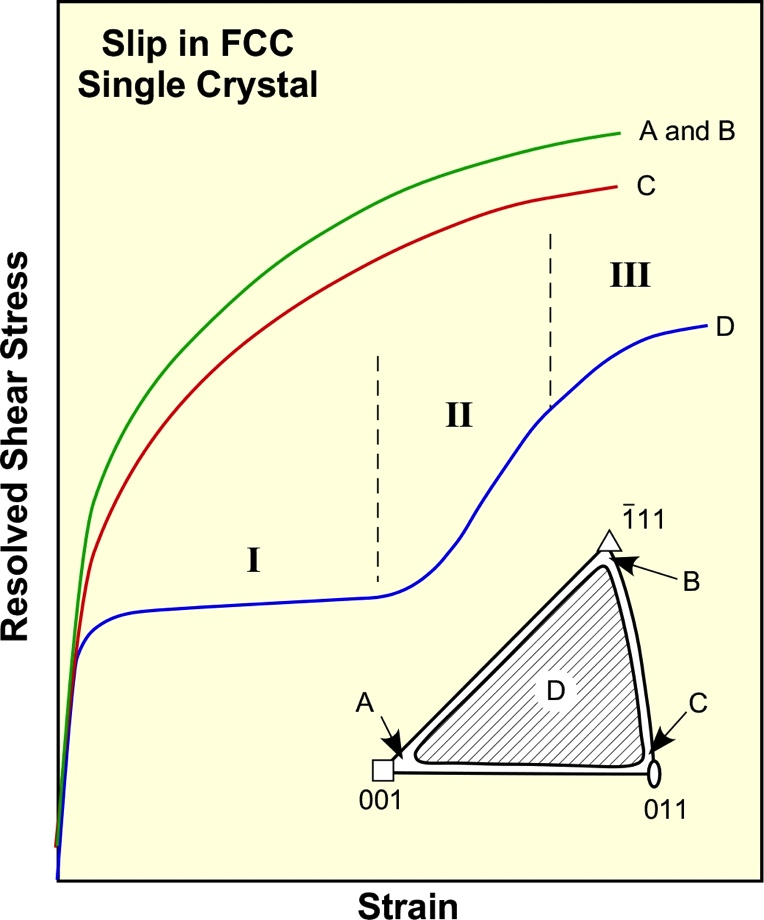 Slip in FCC
Single Crystal
A and B
C
III
D
II
I
1̄11
B
D
A
C
001
011
Resolved Shear Stress
Strain